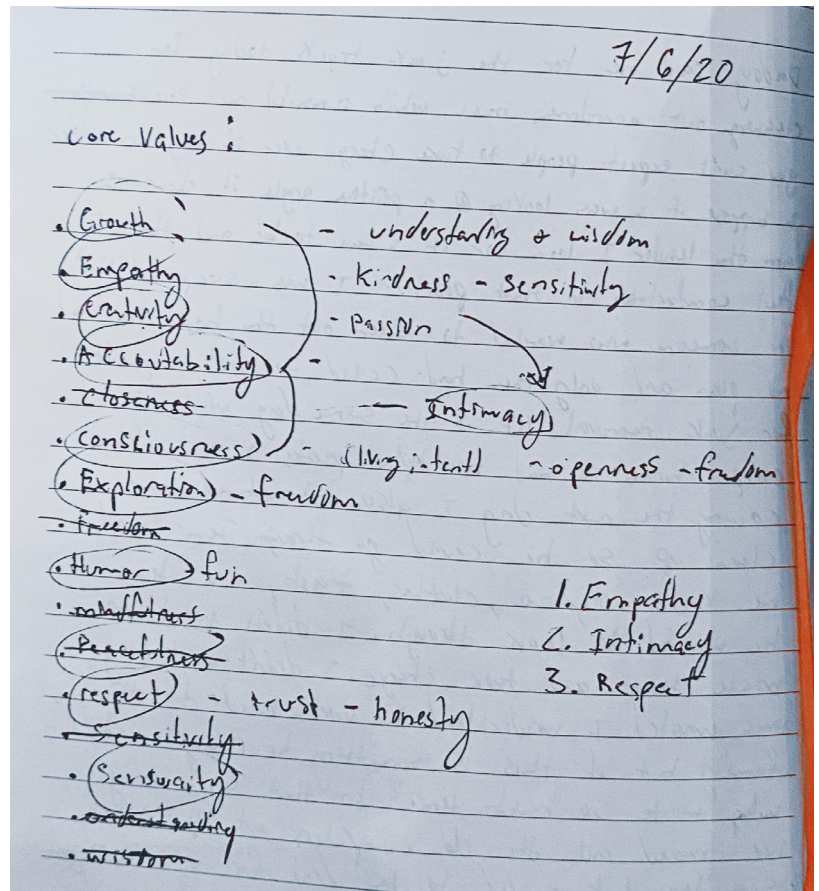 7/6/20
Core Values:
• Growth - understanding & wisdom
• Empathy - Kindness - sensitivity
• Creativity - passion
• Accoutability -
• closeness - Intimacy
• consciousness - (living intent) - openness - freedom
• Exploration - freedom
• Freedom
• Humor - fun
• mindfulness 1. Empathy
• Peacefulness 2. Intimacy
• respect - trust - honesty 3. Respect
• Sensitivity
• Sensuality
• understanding
• wisdom